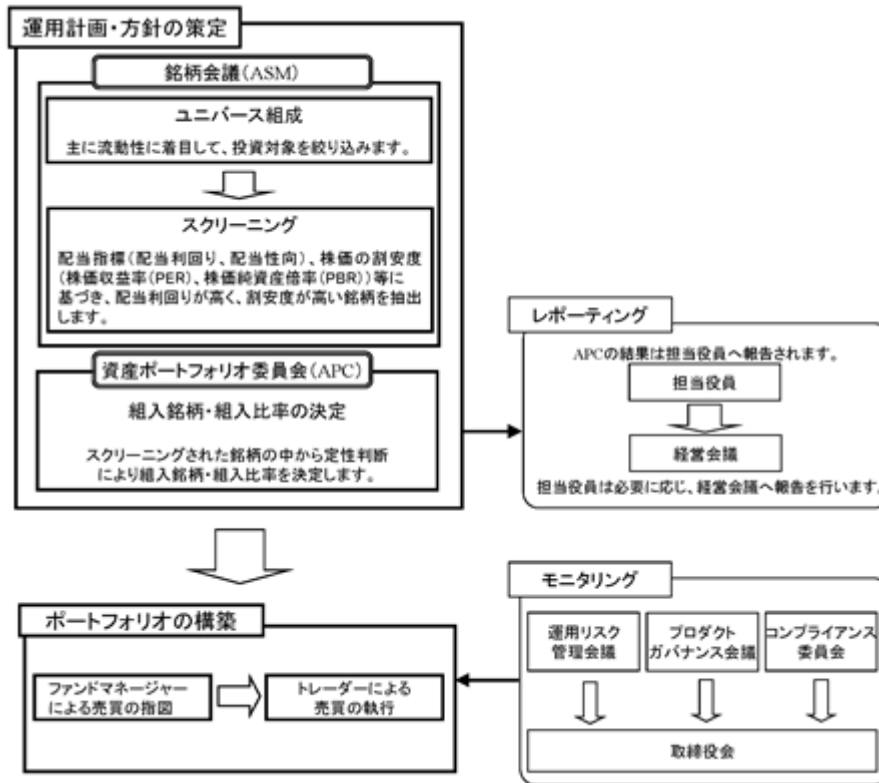 運用計画・方針の策定
銘柄会議(ASM)
ユニバース組成
主に流動性に着目して、投資対象を絞り込みます。
スクリーニング
配当指標(配当利回り、配当性向)、株価の割安度
(株価収益率(PER)、株価純資産倍率(PBR))等に
基づき、配当利回りが高く、割安度が高い銘柄を抽出
します。
資産ポートフォリオ委員会(APC)
組入銘柄・組入比率の決定
スクリーニングされた銘柄の中から定性判断
により組入銘柄・組入比率を決定します。
レポーティング
APCの結果は担当役員へ報告されます。
担当役員
経営会議
担当役員は必要に応じ、経営会議へ報告を行います。
ポートフォリオの構築
ファンドマネージャー
による売買の指図
トレーダーによる
売買の執行
モニタリング
運用リスク
管理会議
プロダクト
ガバナンス会議
コンプライアンス
委員会
取締役会